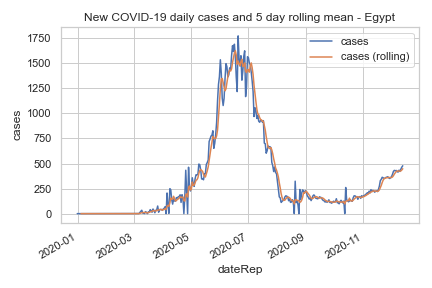 New COVID-19 daily cases and 5 day rolling mean - Egypt
cases
cases (rolling)
1750
1500
1250
1000
750
500
250
0
cases
2020-01
2020-03
2020-05
2020-07
2020-09
2020-11
dateRep